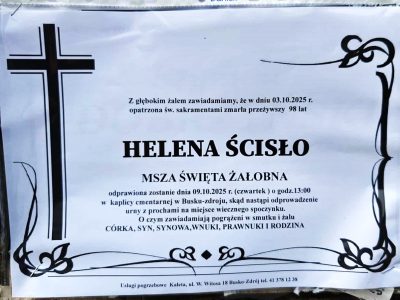 Z głębokim żalem zawiadamiamy, że w dniu 03.10.2025 r.
opatrzona św. sakramentami zmarła przeżywszy 98 lat
HELENA ŚCISŁO
MSZA ŚWIĘTA ŻAŁOBNA
odprawiona zostanie dnia 09.10.2025 r. (czwartek ) o godz.13:00
w kaplicy cmentarnej w Busku-zdroju, skąd nastąpi odprowadzenie
urny z prochami na miejsce wiecznego spoczynku.
O czym zawiadamiają pogrążeni w smutku i żalu
CÓRKA, SYN, SYNOWA,WNUKI, PRAWNUKI I RODZINA
Usługi pogrzebowe Kuleta, ul. W. Witosa 18 Busko Zdrój tel. 41 378 12 38